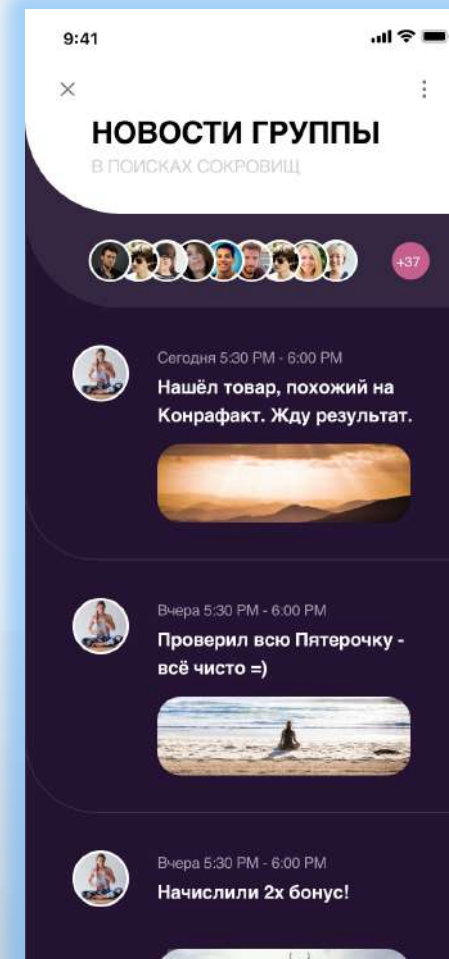 9:41
НОВОСТИ ГРУППЫ
В ПОИСКАХ СОКРОВИЩ
+37
Сегодня 5:30 PM - 6:00 PM
Нашёл товар, похожий на
Конрафакт. Жду результат.
Вчера 5:30 PM - 6:00 PM
Проверил всю Пятерочку -
всё чисто =)
Вчера 5:30 PM - 6:00 PM
Начислили 2х бонус!